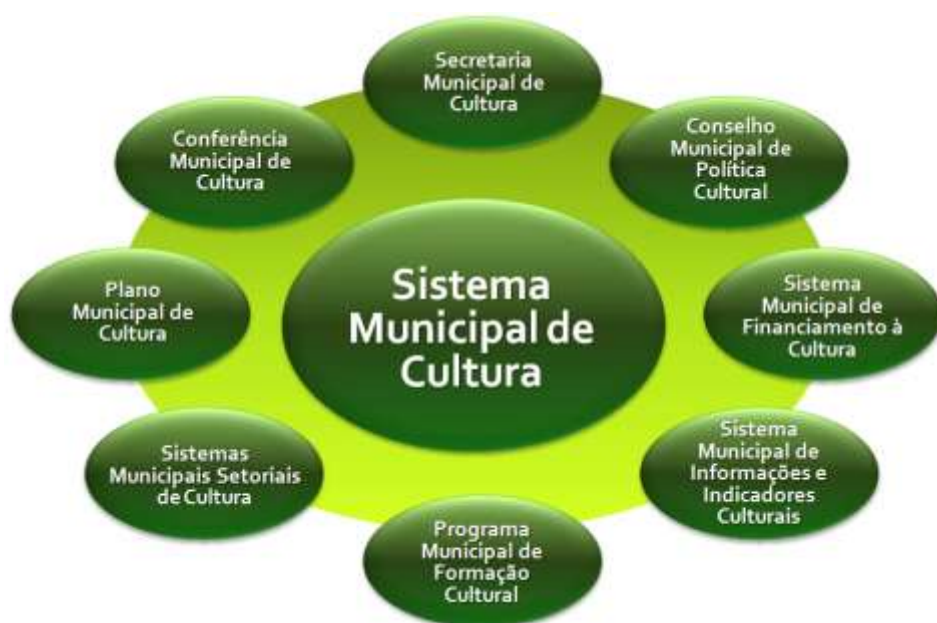 Secretaria
Municipal de
Cultura
Conferência
Municipal de
Cultura
Conselho
Municipal de
Política
Cultural
Plano
Municipal de
Cultura
Sistema
Municipal de
Cultura
Sistema
Municipal de
Financiamento à
Cultura
Sistemas
Municipais Setoriais
de Cultura
Sistema
Municipal de
Informações e
Indicadores
Culturais
Programa
Municipal de
Formação
Cultural